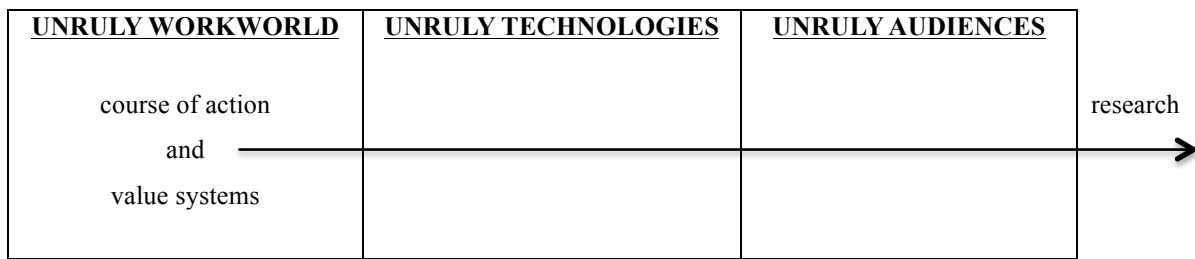 UNRULY WORKWORLD
UNRULY TECHNOLOGIES
UNRULY AUDIENCES
course of action
and
value systems
research